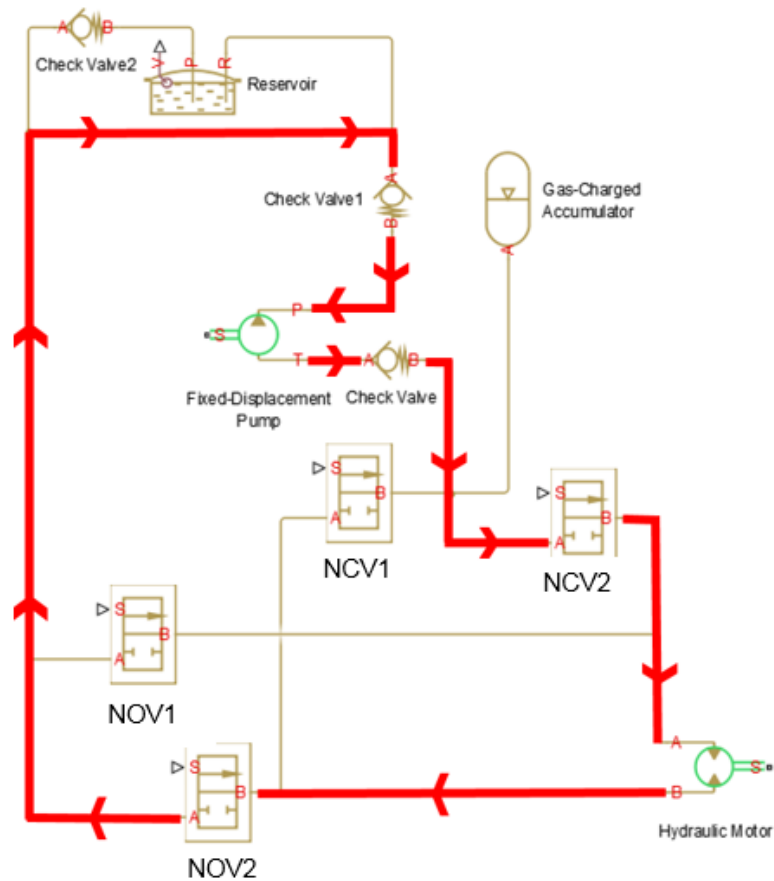 A B
Check Valve2
V P R
Reservoir
A
Check Valve1
B
Gas-Charged
Accumulator
A
P
S
T
A B
Fixed-Displacement
Pump
Check Valve
S
B
A
NCV1
S
B
A
NCV2
S
B
A
NOV1
S
B
A
NOV2
A
S
B
Hydraulic Motor